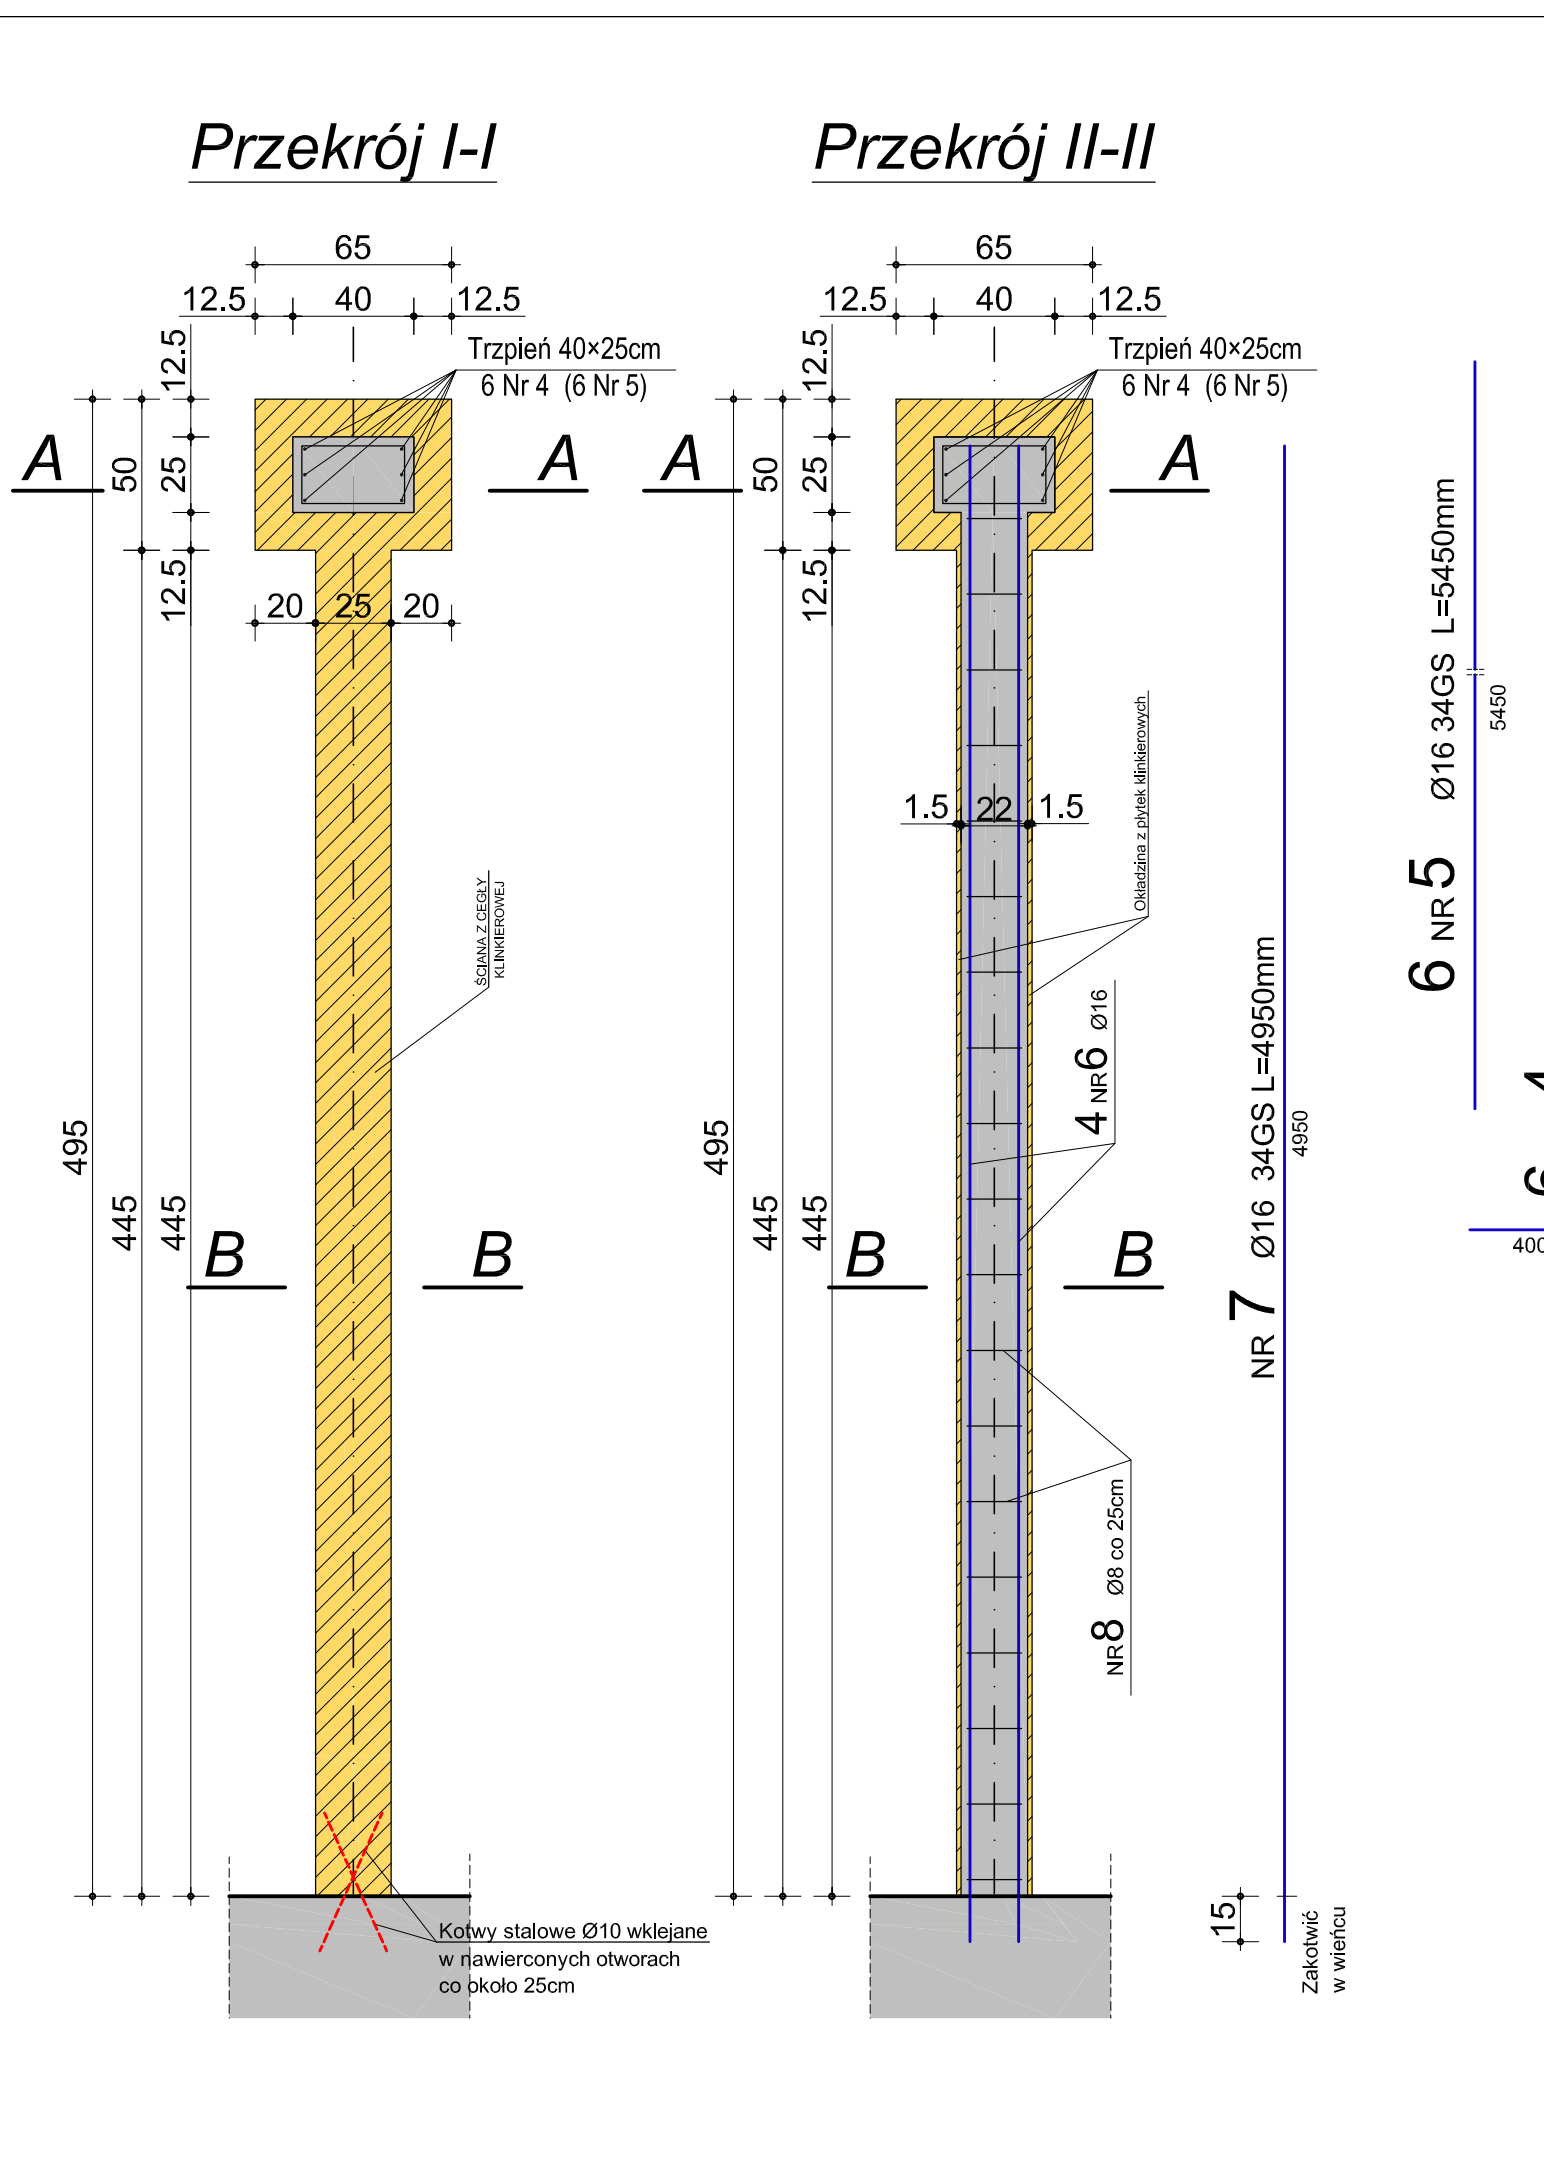 Przekrój I-I
65
12.5
40
12.5
12.5
Trzpień 40×25cm
6 Nr 4 (6 Nr 5)
A
A
50
25
12.5
20
25
20
ŚCIANA Z CEGŁY
KLINKIEROWEJ
495
445
445
B
B
Kotwy stalowe Ø10 wklejane
w nawierconych otworach
co około 25cm
Przekrój II-II
65
12.5
40
12.5
12.5
Trzpień 40×25cm
6 Nr 4 (6 Nr 5)
A
A
50
25
12.5
1.5
22
1.5
Okładzina z płytek klinkierowych
4 NR 6 Ø16
495
445
445
B
B
NR 8 Ø8 co 25cm
NR 7 Ø16 34GS L=4950mm
4950
15
Zakotwić
w wieńcu
6 NR 5 Ø16 34GS L=5450mm
5450
400